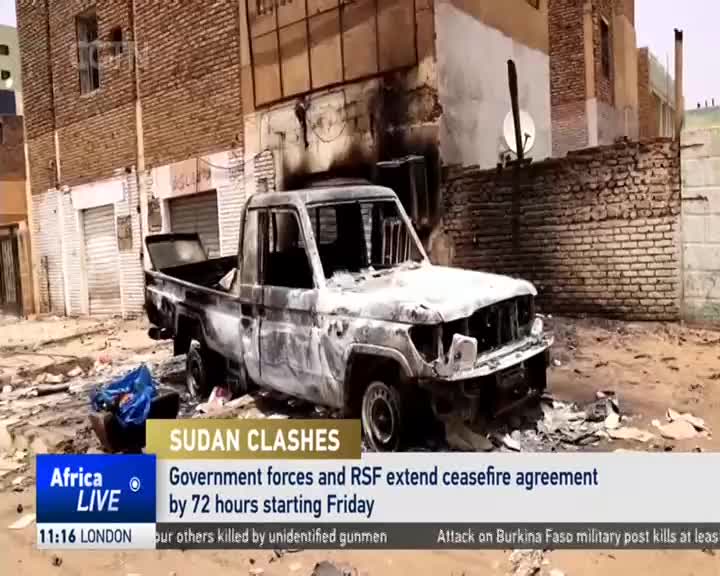 CGTN
SUDAN CLASHES
Africa
LIVE
Government forces and RSF extend ceasefire agreement
by 72 hours starting Friday
11:16 LONDON
our others killed by unidentified gunmen
Attack on Burkina Faso military post kills at leas